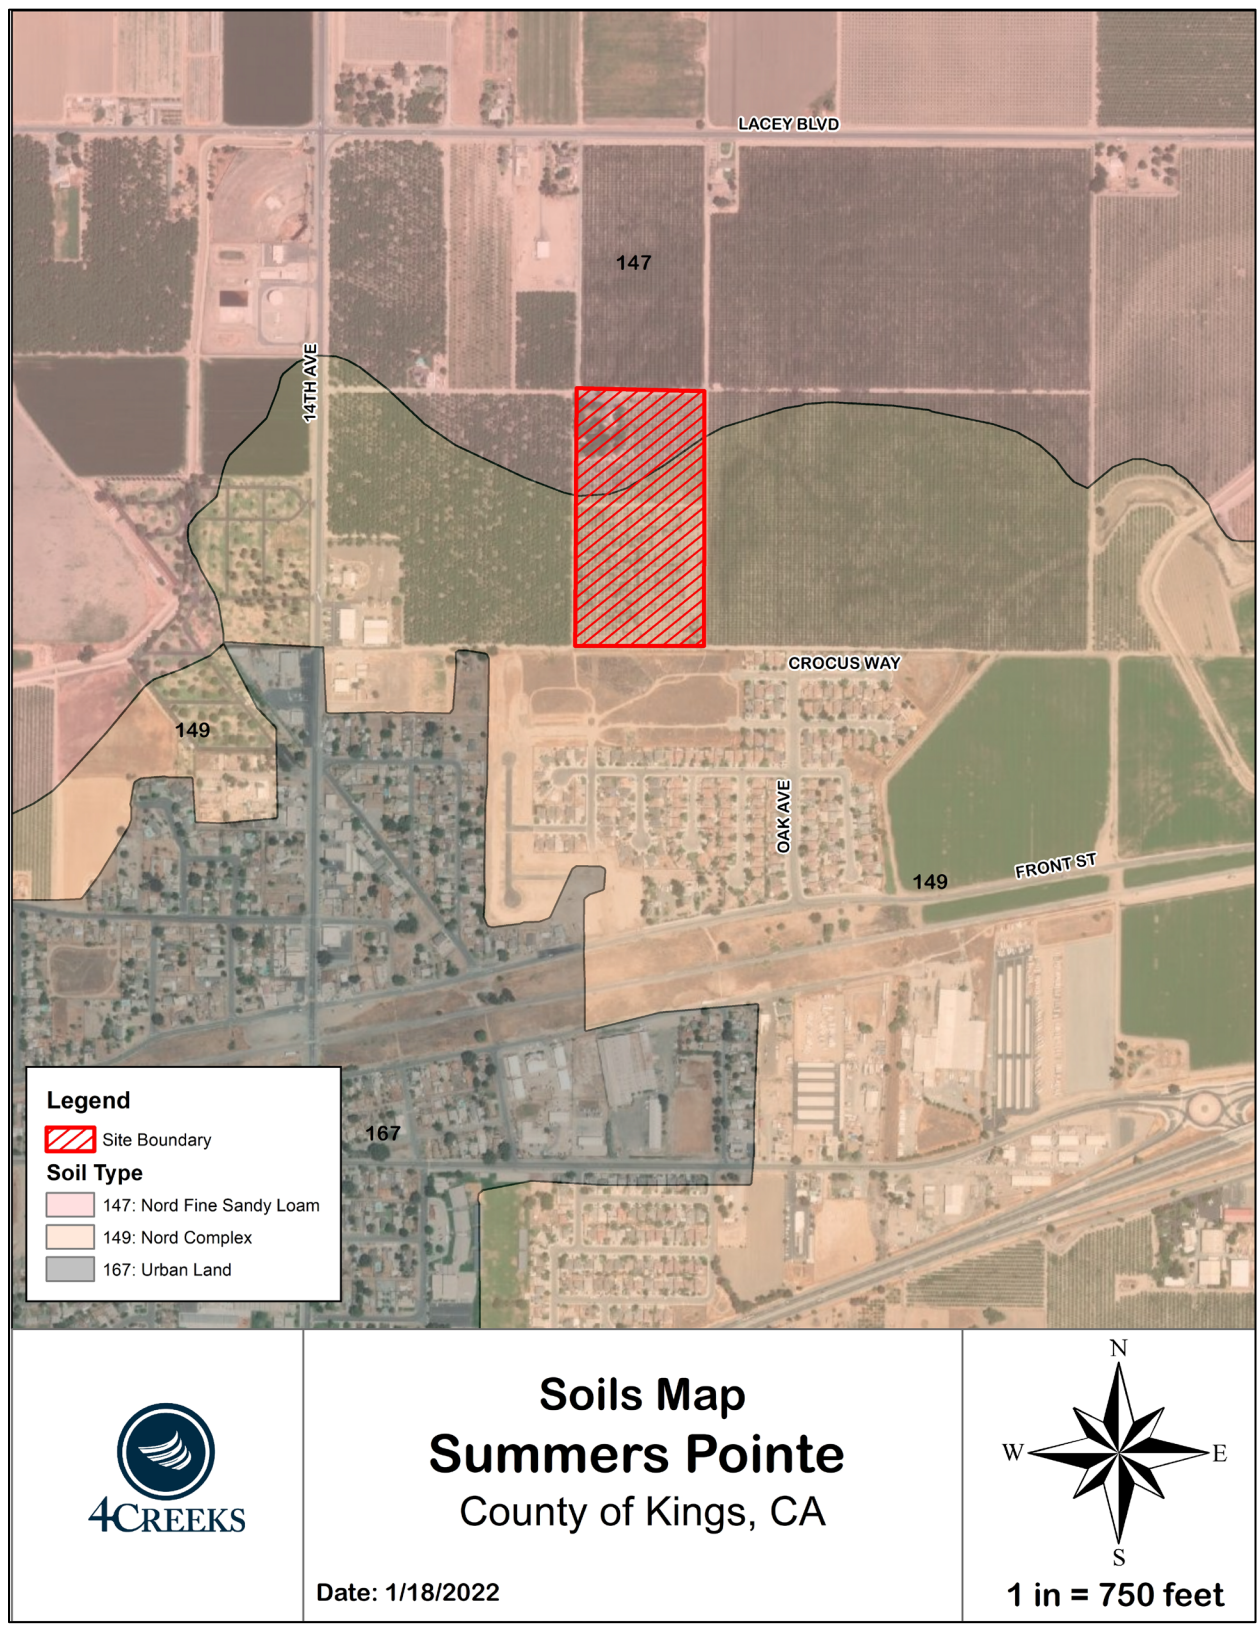 LACEY BLVD
147
14TH AVE
CROCUS WAY
149
OAK AVE
FRONT ST
149
167
Legend
Site Boundary
Soil Type
147: Nord Fine Sandy Loam
149: Nord Complex
167: Urban Land
4CREEKS
Soils Map
Summers Pointe
County of Kings, CA
Date: 1/18/2022
N
W E
S
1 in = 750 feet